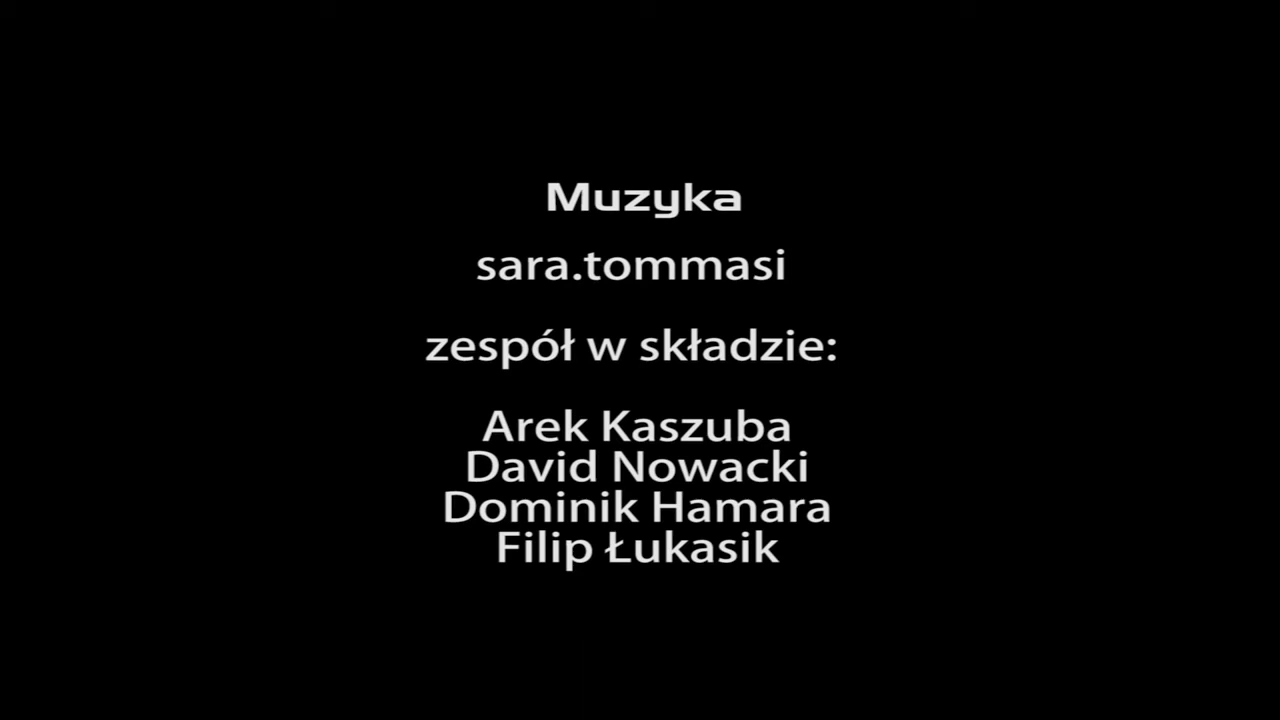 Muzyka
sara.tommasi
zespół w składzie:
Arek Kaszuba
David Nowacki
Dominik Hamara
Filip Łukasik